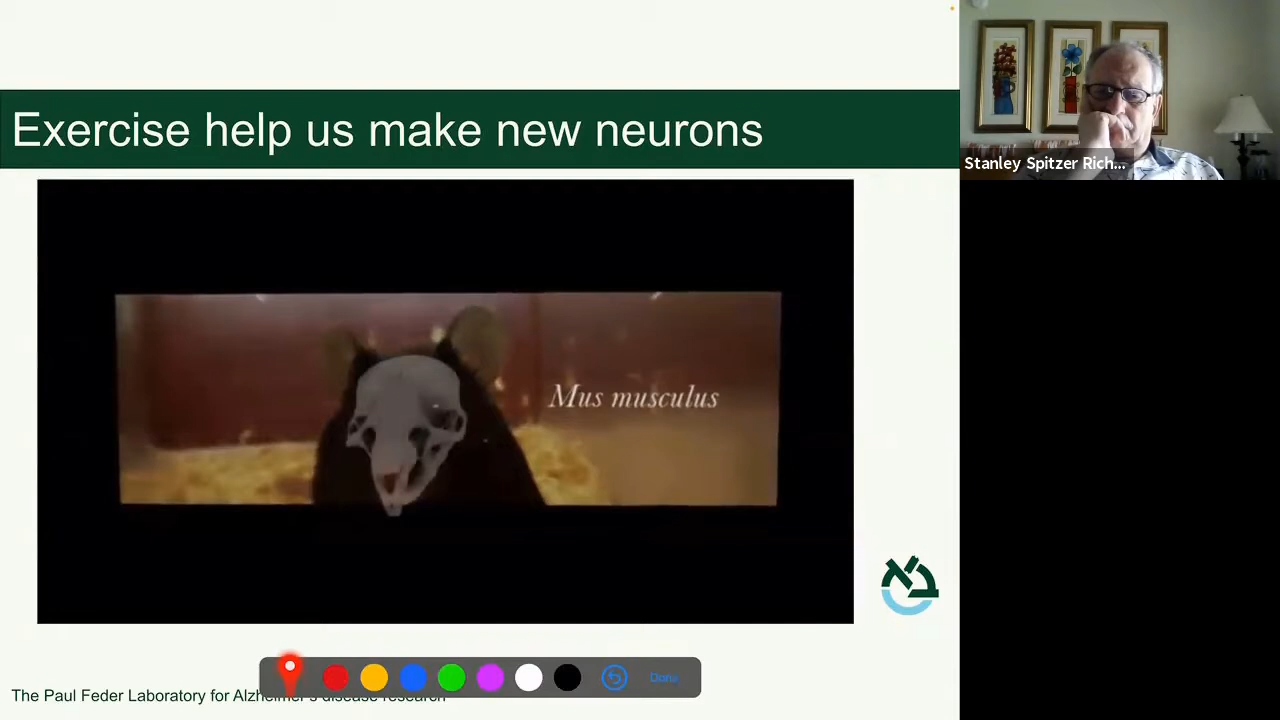 Exercise help us make new neurons
Stanley Spitzer Rich...
Mus musculus
The Paul Feder Laboratory for Alzheimer's disease research
Done